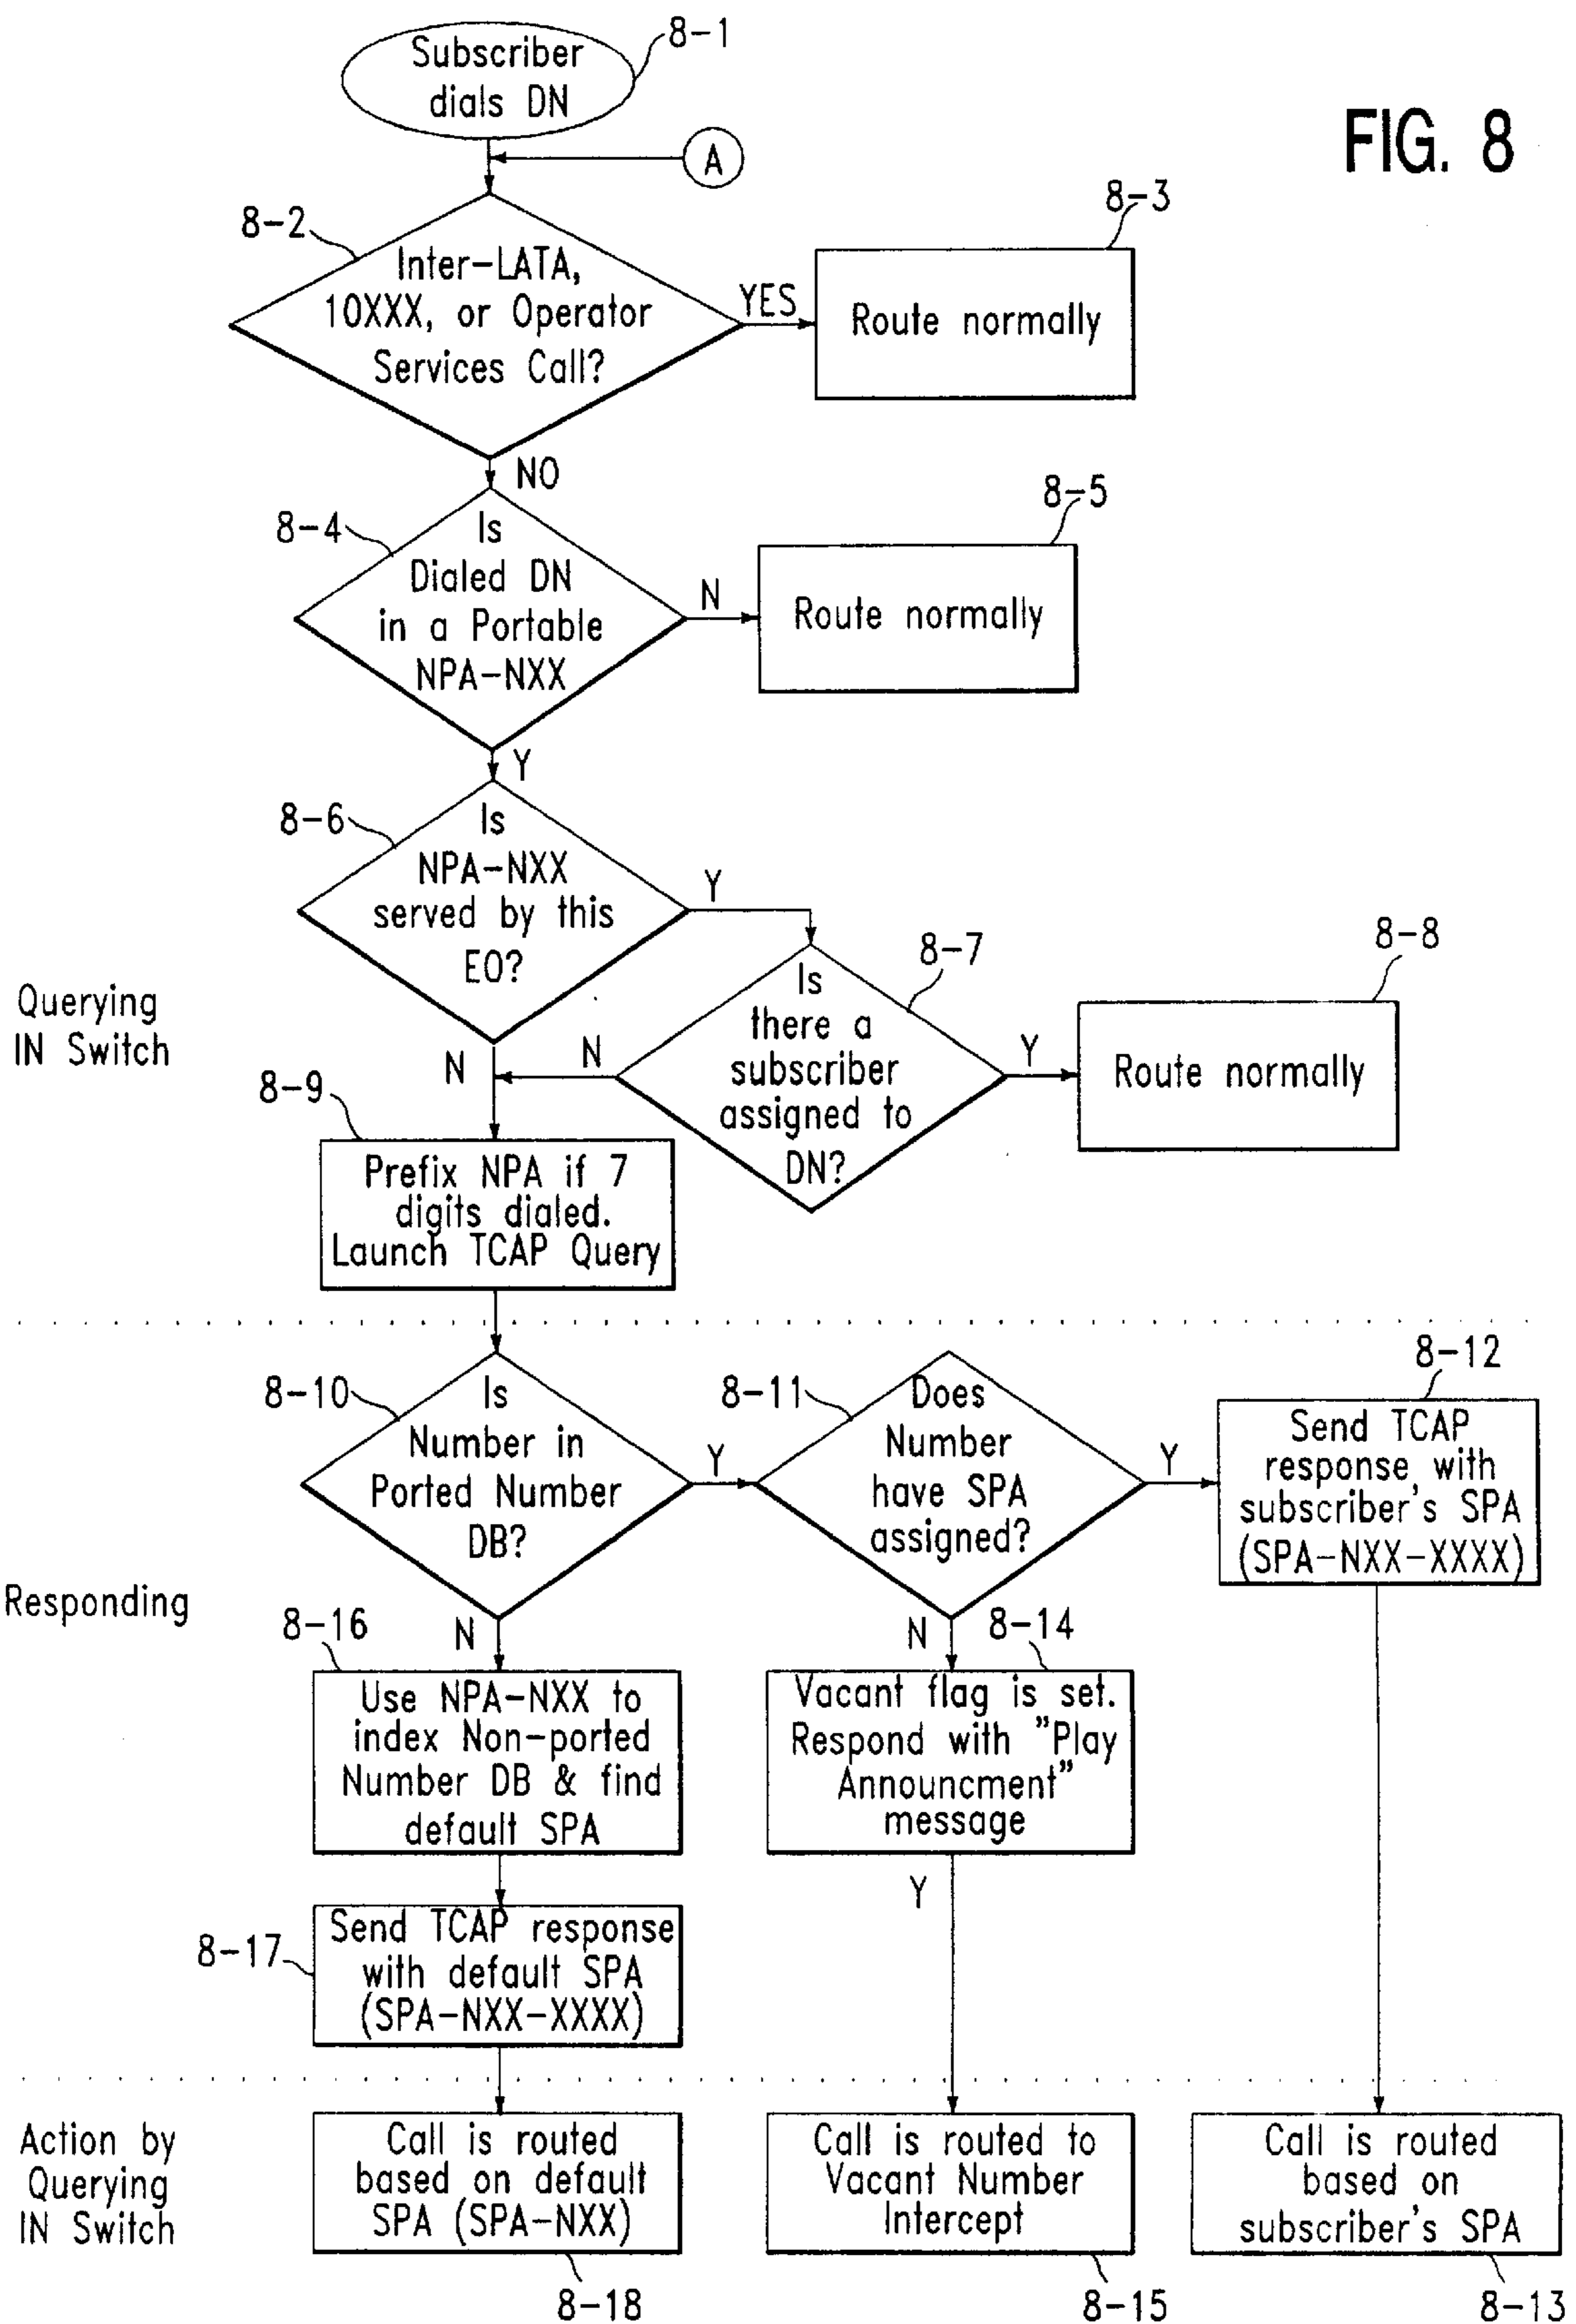 8-1
Subscriber
dials DN
FIG. 8
A
8-2
8-3
Inter-LATA,
10XXX, or Operator
Services Call?
YES
Route normally
NO
8-4
8-5
Is
Dialed DN
in a Portable
NPA-NXX
N
Route normally
Y
8-6
Is
NPA-NXX
served by this
EO?
Y
8-7
8-8
Querying
IN Switch
Is
there a
subscriber
assigned to
DN?
N
N
Y
Route normally
8-9
Prefix NPA if 7
digits dialed.
Launch TCAP Query
8-10
Is
Number in
Ported Number
DB?
Y
8-11
Does
Number
have SPA
assigned?
Y
8-12
Send TCAP
response with
subscriber's SPA
(SPA-NXX-XXXX)
Responding
8-16
N
N
8-14
Use NPA-NXX to
index Non-ported
Number DB & find
default SPA
Vacant flag is set.
Respond with "Play
Announcment"
message
Y
8-17
Send TCAP response
with default SPA
(SPA-NXX-XXXX)
Action by
Querying
IN Switch
Call is routed
based on default
SPA (SPA-NXX)
Call is routed to
Vacant Number
Intercept
Call is routed
based on
subscriber's SPA
8-18
8-15
8-13